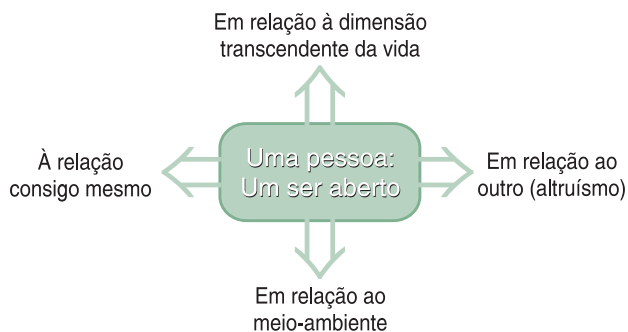 Em relação à dimensão
transcendente da vida
À relação
consigo mesmo
Uma pessoa:
Um ser aberto
Em relação ao
outro (altruísmo)
Em relação ao
meio-ambiente